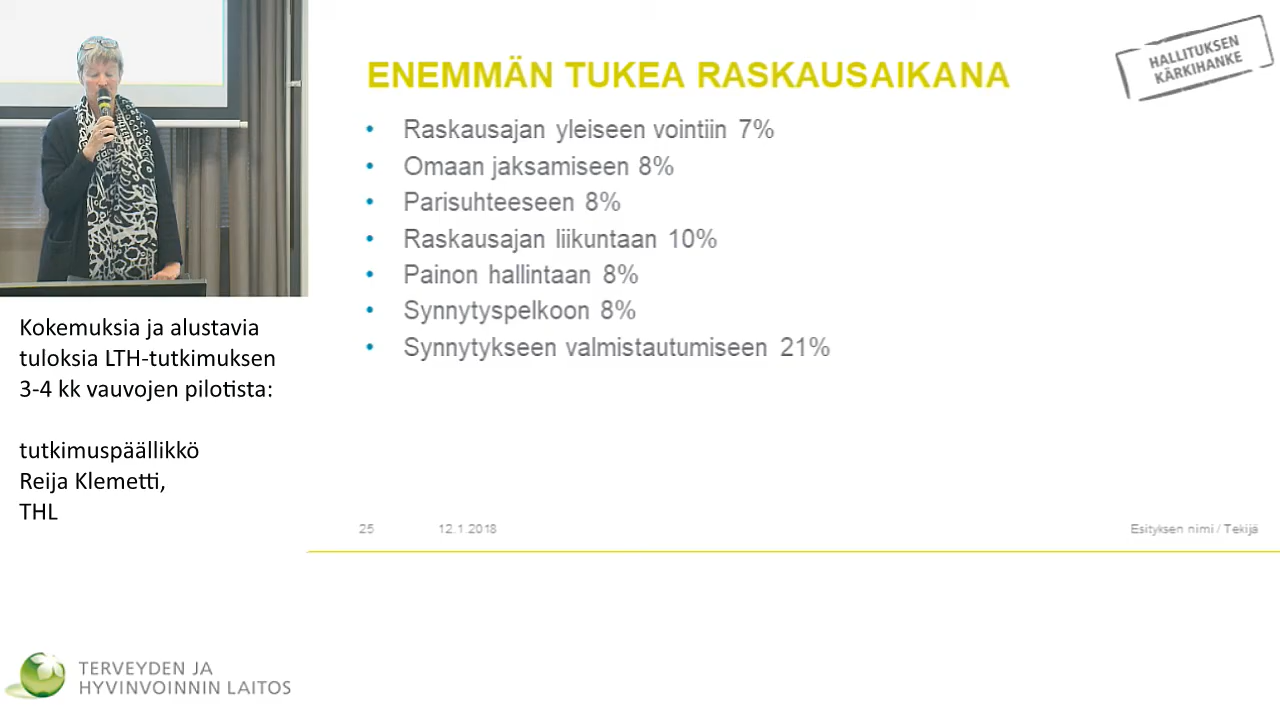 ENEMMÄN TUKEA RASKAUSAIKANA
HALLITUKSEN
KÄRKIHANKE
• Raskausajan yleiseen vointiin 7%
• Omaan jaksamiseen 8%
• Parisuhteeseen 8%
• Raskausajan liikuntaan 10%
• Painon hallintaan 8%
• Synnytyspelkoon 8%
• Synnytykseen valmistautumiseen 21%
Kokemuksia ja alustavia
tuloksia LTH-tutkimuksen
3-4 kk vauvojen pilotista:
tutkimuspäällikkö
Reija Klemetti,
THL
25 12.1.2018 Esityksen nimi / Tekijä
TERVEYDEN JA
HYVINVOINNIN LAITOS